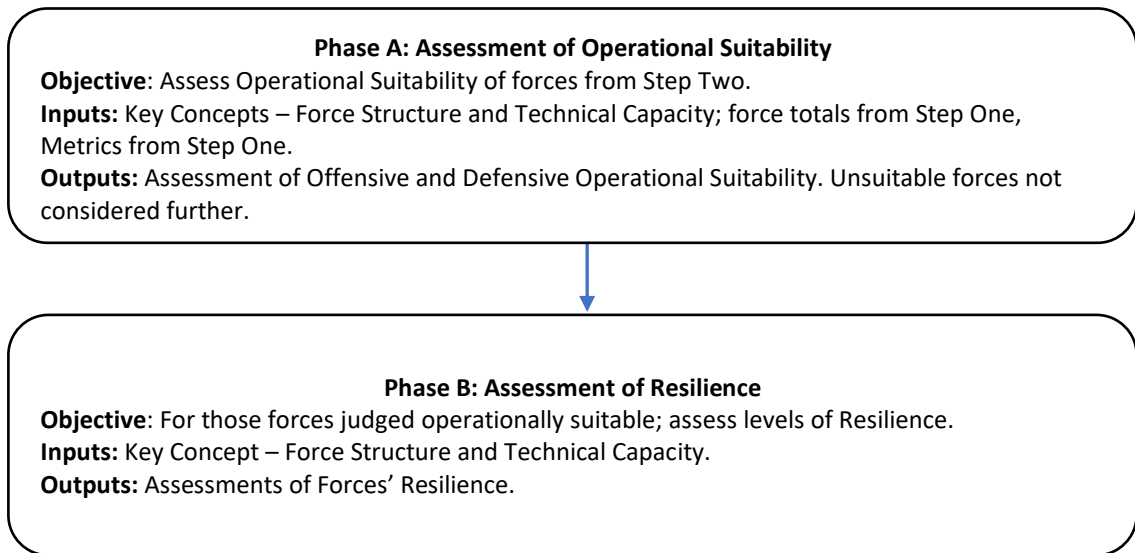 Phase A: Assessment of Operational Suitability
Objective: Assess Operational Suitability of forces from Step Two.
Inputs: Key Concepts – Force Structure and Technical Capacity; force totals from Step One,
Metrics from Step One.
Outputs: Assessment of Offensive and Defensive Operational Suitability. Unsuitable forces not
considered further.
Phase B: Assessment of Resilience
Objective: For those forces judged operationally suitable; assess levels of Resilience.
Inputs: Key Concept – Force Structure and Technical Capacity.
Outputs: Assessments of Forces’ Resilience.